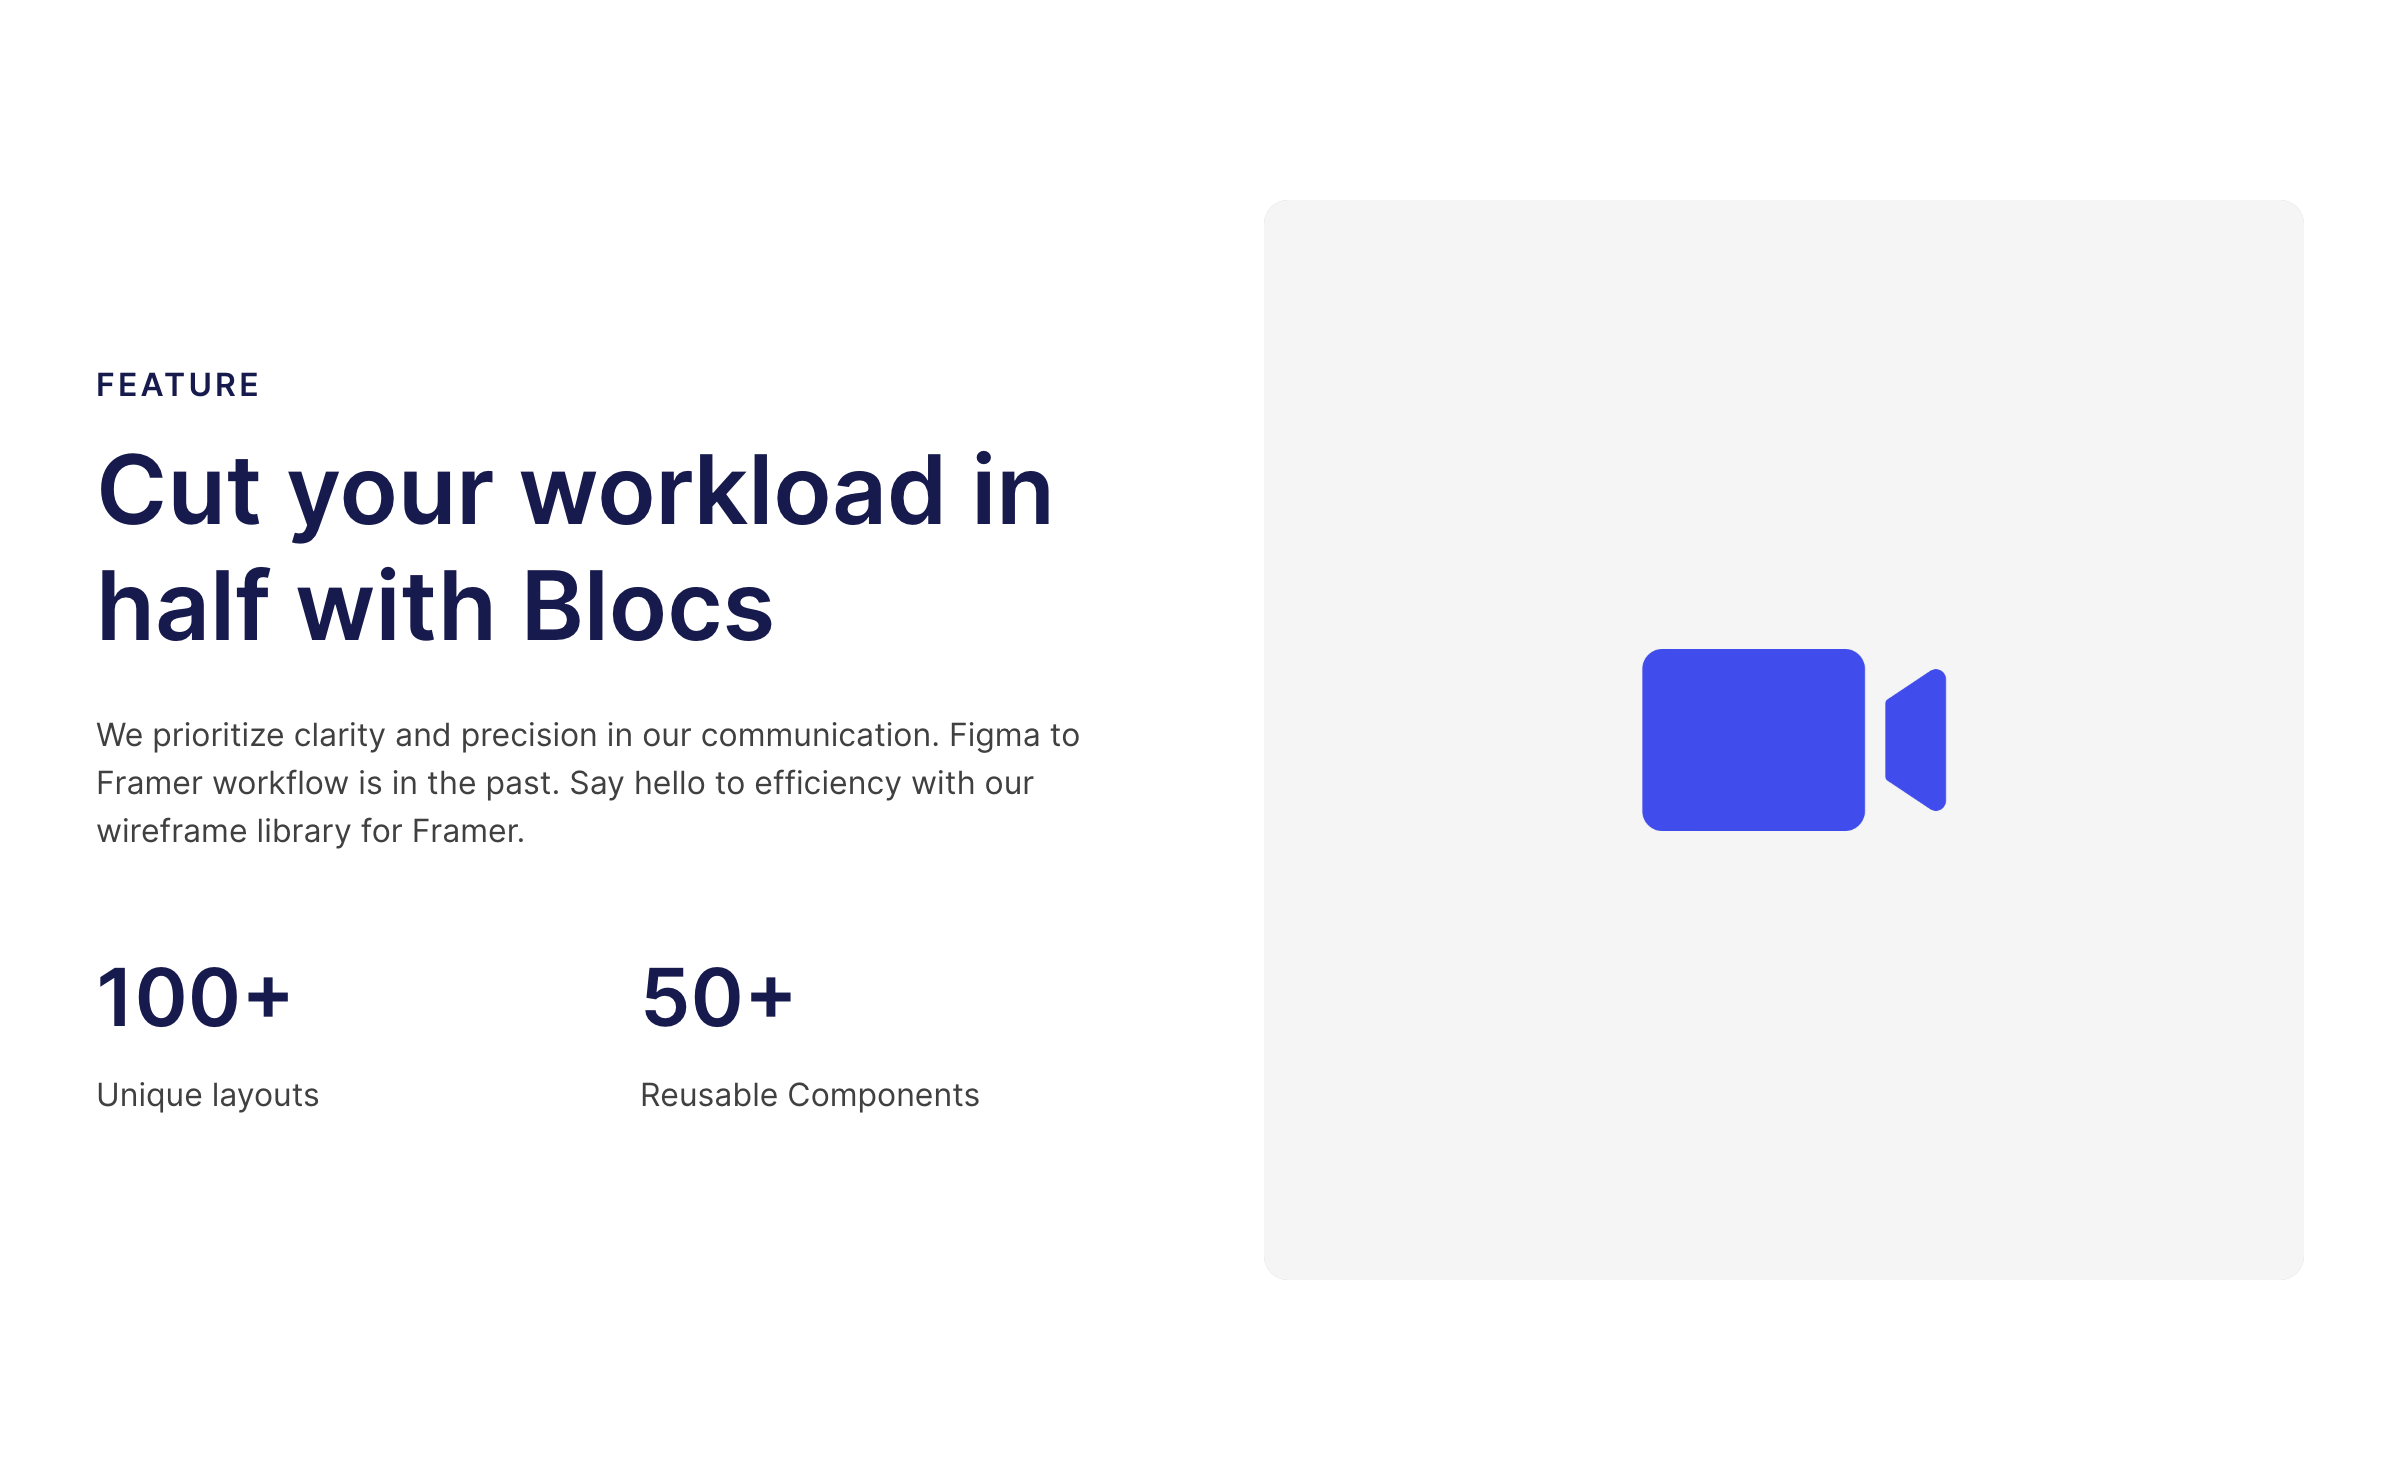 FEATURE
Cut your workload in
half with Blocs
We prioritize clarity and precision in our communication. Figma to
Framer workflow is in the past. Say hello to efficiency with our
wireframe library for Framer.
100+
Unique layouts
50+
Reusable Components